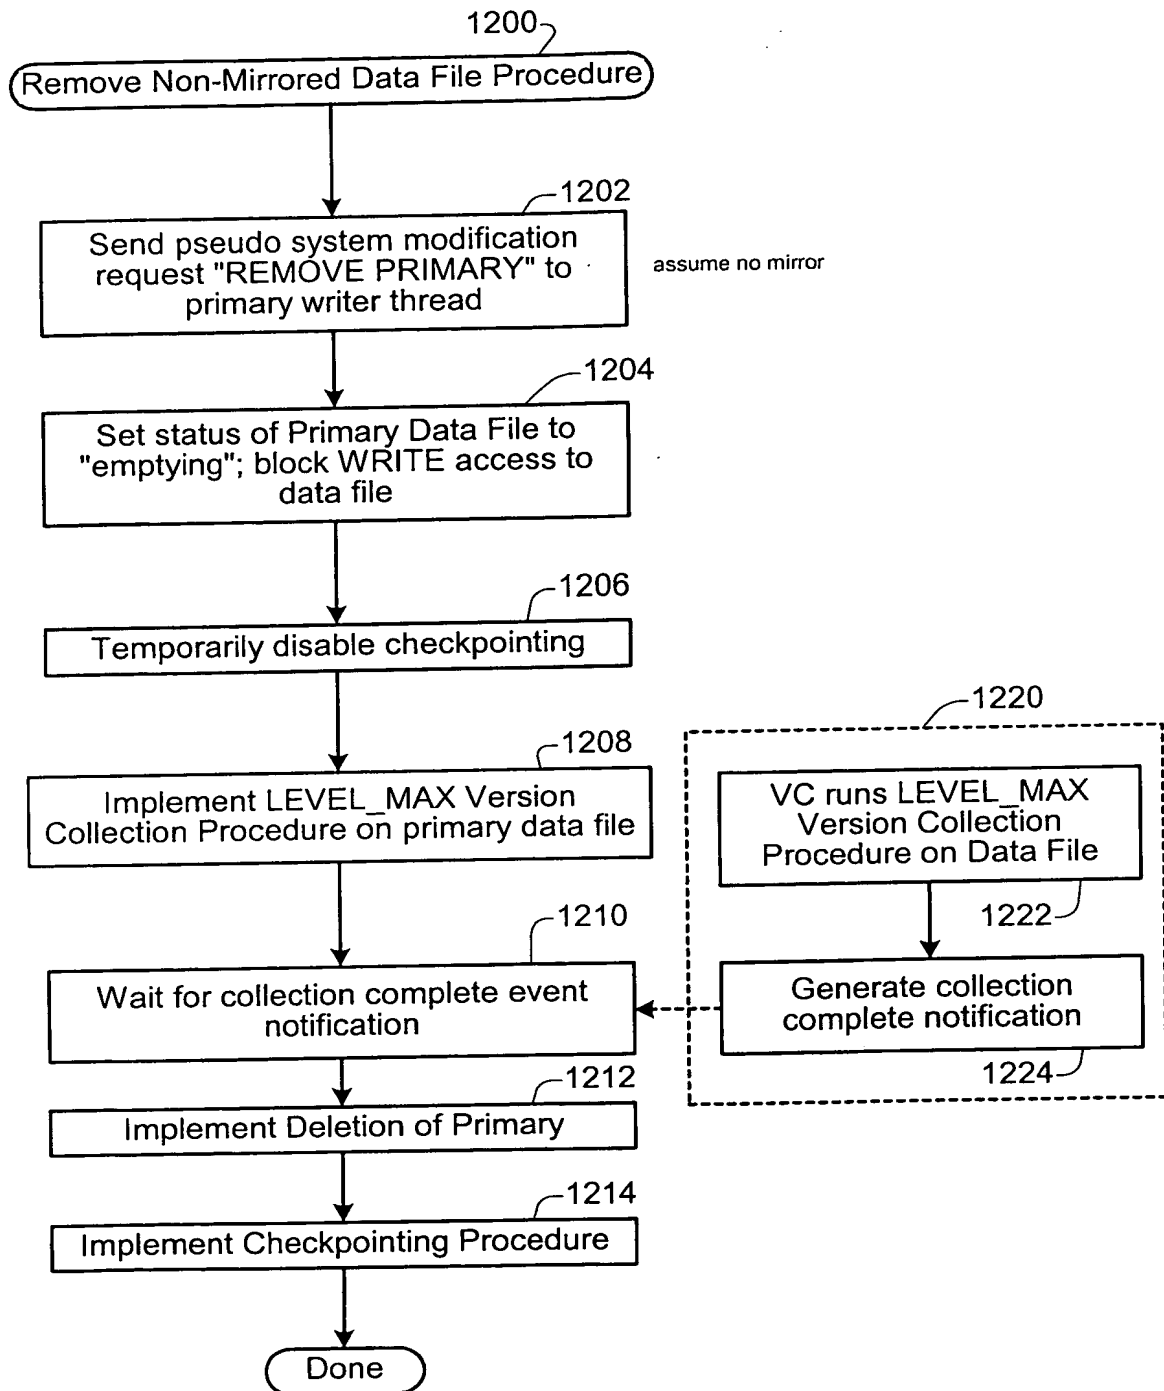 1200
Remove Non-Mirrored Data File Procedure
1202
Send pseudo system modification
request "REMOVE PRIMARY" to
primary writer thread
assume no mirror
1204
Set status of Primary Data File to
"emptying"; block WRITE access to
data file
1206
Temporarily disable checkpointing
1208
Implement LEVEL_MAX Version
Collection Procedure on primary data file
1220
VC runs LEVEL_MAX
Version Collection
Procedure on Data File
1222
1210
Wait for collection complete event
notification
Generate collection
complete notification
1224
1212
Implement Deletion of Primary
1214
Implement Checkpointing Procedure
Done